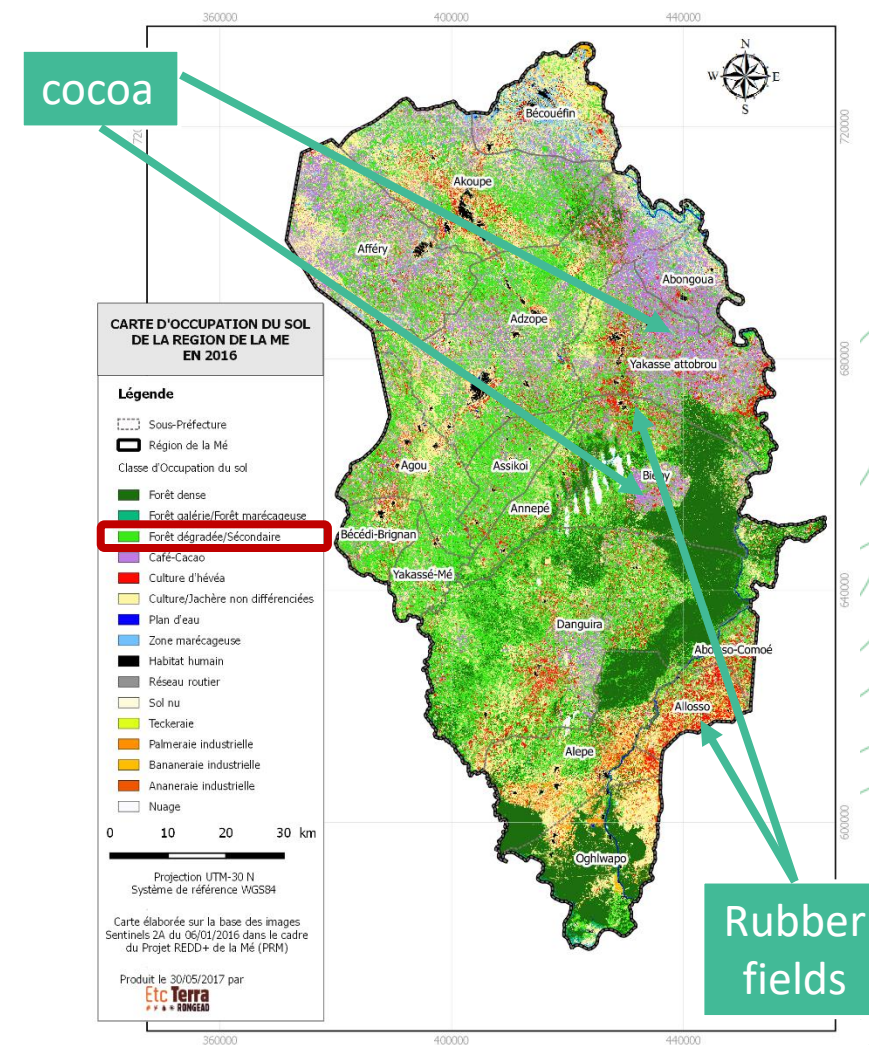 360000
400000
440000
cocoa
N
W
E
S
720000
720000
Bécouéfin
Akoupe
Afféry
Abongoua
Adzope
Yakasse attobrou
680000
Agou
Assikoi
Biéby
Annepé
Bécédi-Brignan
Yakassé-Mé
640000
Danguira
Aboisso-Comoé
Allosso
Alepe
600000
Oghlwapo
CARTE D'OCCUPATION DU SOL
DE LA REGION DE LA ME
EN 2016
Légende
Sous-Préfecture
Région de la Mé
Classe d'Occupation du sol
Forêt dense
Forêt galérie/Forêt marécageuse
Forêt dégradée/Sécondaire
Café-Cacao
Culture d'hévéa
Culture/Jachère non différenciées
Plan d'eau
Zone marécageuse
Habitat humain
Réseau routier
Sol nu
Teckeraie
Palmeraie industrielle
Bananeraie industrielle
Ananeraie industrielle
Nuage
0 10 20 30 km
Projection UTM-30 N
Système de référence WGS84
Carte élaborée sur la base des images
Sentinels 2A du 06/01/2016 dans le cadre
du Projet REDD+ de la Mé (PRM)
Produit le 30/05/2017 par
Etc Terra
RONGEAD
Rubber
fields
360000
400000
440000